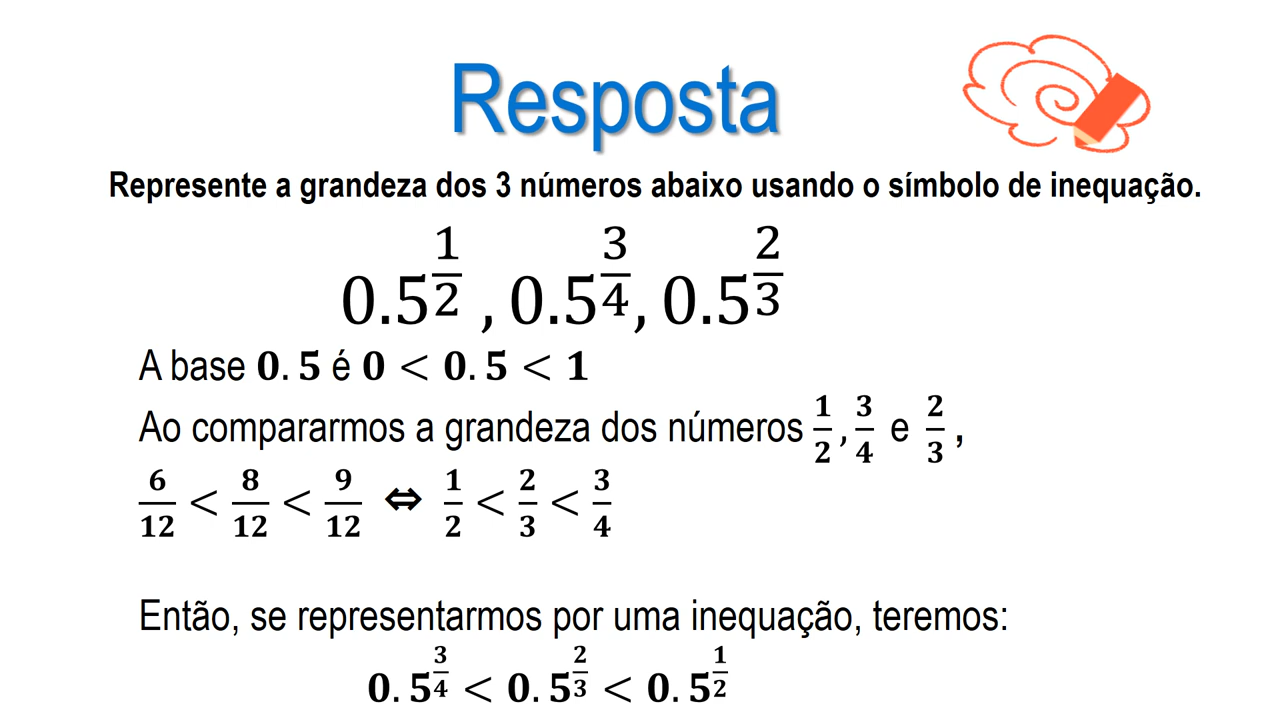 Resposta
Represente a grandeza dos 3 números abaixo usando o símbolo de inequação.
0.5^(1/2) , 0.5^(3/4), 0.5^(2/3)
A base 0.5 é 0 < 0.5 < 1
Ao compararmos a grandeza dos números 1/2, 3/4 e 2/3 ,
6/12 < 8/12 < 9/12 ⇔ 1/2 < 2/3 < 3/4
Então, se representarmos por uma inequação, teremos:
0.5^(3/4) < 0.5^(2/3) < 0.5^(1/2)